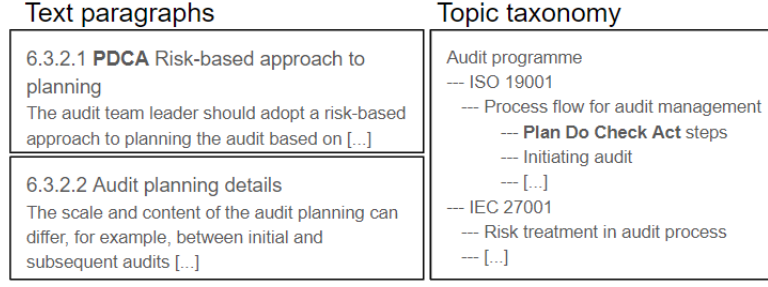 Text paragraphs
6.3.2.1 PDCA Risk-based approach to
planning
The audit team leader should adopt a risk-based
approach to planning the audit based on [...]
6.3.2.2 Audit planning details
The scale and content of the audit planning can
differ, for example, between initial and
subsequent audits [...]
Topic taxonomy
Audit programme
--- ISO 19001
--- Process flow for audit management
--- Plan Do Check Act steps
--- Initiating audit
--- [...]
--- IEC 27001
--- Risk treatment in audit process
--- [...]